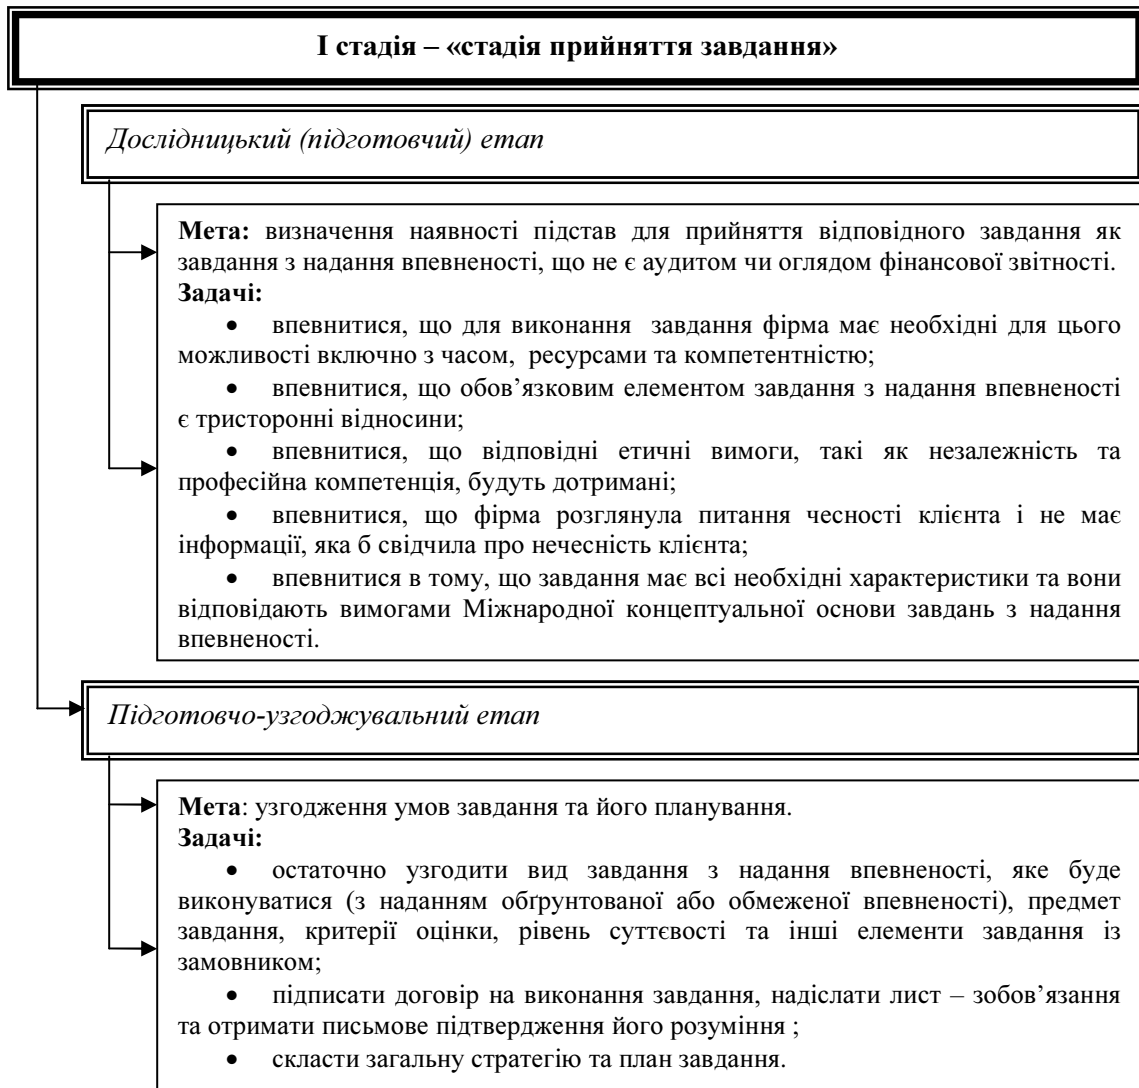 І стадія – «стадія прийняття завдання»
Дослідницький (підготовчий) етап
Мета: визначення наявності підстав для прийняття відповідного завдання як
завдання з надання впевненості, що не є аудитом чи оглядом фінансової звітності.
Задачі:
• впевнитися, що для виконання завдання фірма має необхідні для цього
можливості включно з часом, ресурсами та компетентністю;
• впевнитися, що обов’язковим елементом завдання з надання впевненості
є тристоронні відносини;
• впевнитися, що відповідні етичні вимоги, такі як незалежність та
професійна компетенція, будуть дотримані;
• впевнитися, що фірма розглянула питання чесності клієнта і не має
інформації, яка б свідчила про нечесність клієнта;
• впевнитися в тому, що завдання має всі необхідні характеристики та вони
відповідають вимогами Міжнародної концептуальної основи завдань з надання
впевненості.
Підготовчо-узгоджувальний етап
Мета: узгодження умов завдання та його планування.
Задачі:
• остаточно узгодити вид завдання з надання впевненості, яке буде
виконуватися (з наданням обґрунтованої або обмеженої впевненості), предмет
завдання, критерії оцінки, рівень суттєвості та інші елементи завдання із
замовником;
• підписати договір на виконання завдання, надіслати лист – зобов’язання
та отримати письмове підтвердження його розуміння ;
• скласти загальну стратегію та план завдання.